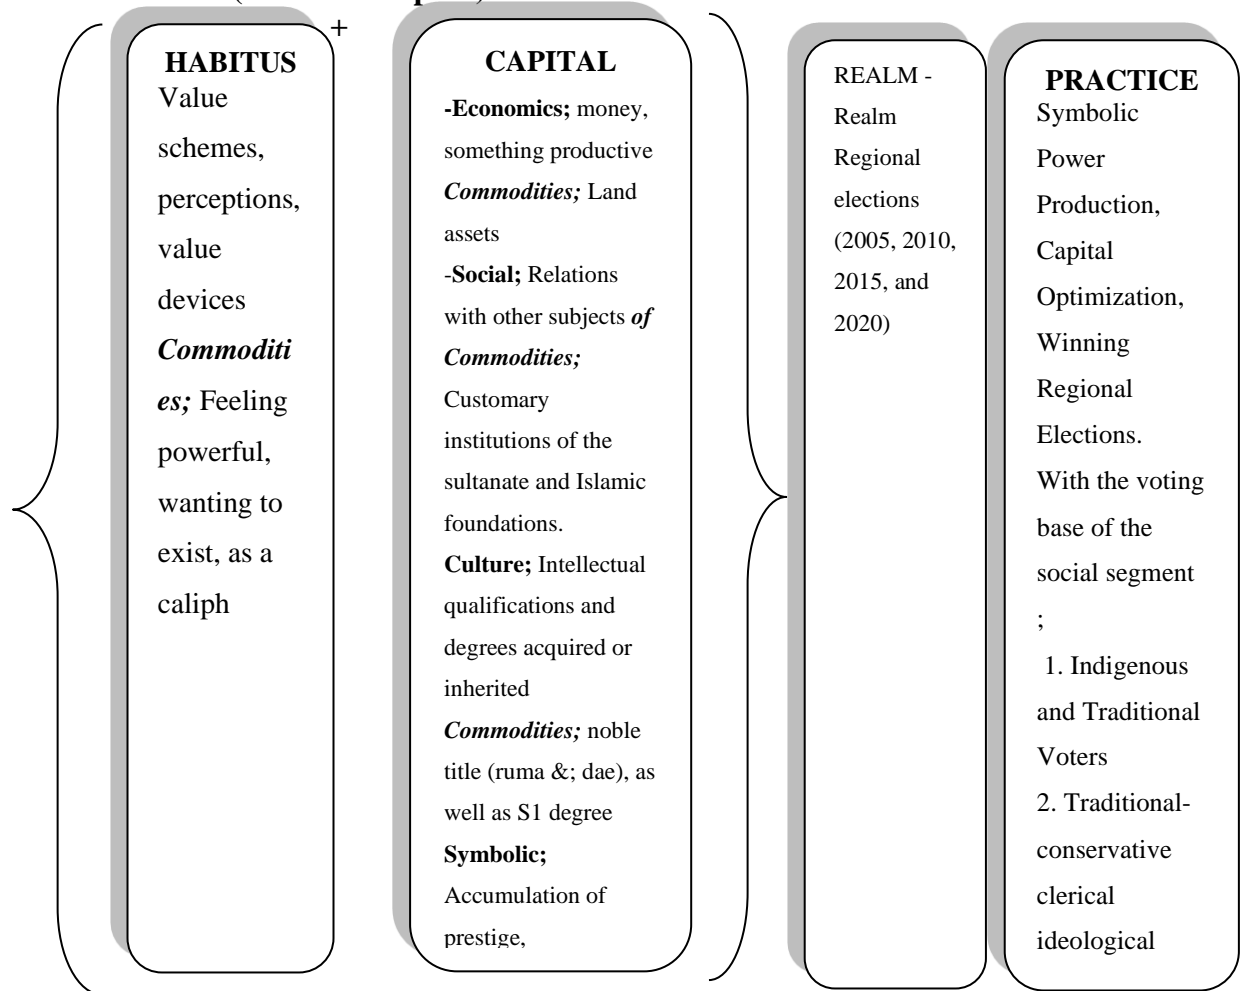 +
HABITUS
Value
schemes,
perceptions,
value
devices
Commoditi
es; Feeling
powerful,
wanting to
exist, as a
caliph
CAPITAL
-Economics; money,
something productive
Commodities; Land
assets
-Social; Relations
with other subjects of
Commodities;
Customary
institutions of the
sultanate and Islamic
foundations.
Culture; Intellectual
qualifications and
degrees acquired or
inherited
Commodities; noble
title (ruma &; dae), as
well as S1 degree
Symbolic;
Accumulation of
prestige,
REALM -
Realm
Regional
elections
(2005, 2010,
2015, and
2020)
PRACTICE
Symbolic
Power
Production,
Capital
Optimization,
Winning
Regional
Elections.
With the voting
base of the
social segment
;
1. Indigenous
and Traditional
Voters
2. Traditional-
conservative
clerical
ideological